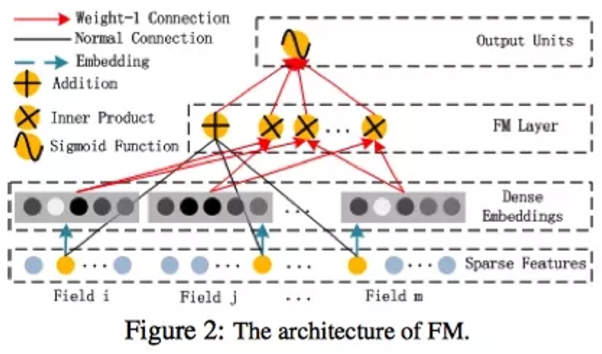 Weight-1 Connection
Normal Connection
Embedding
Addition
Inner Product
Sigmoid Function
Output Units
...
FM Layer
...
Dense
Embeddings
... ... ... ...
Sparse Features
Field i Field j ... Field m
Figure 2: The architecture of FM.